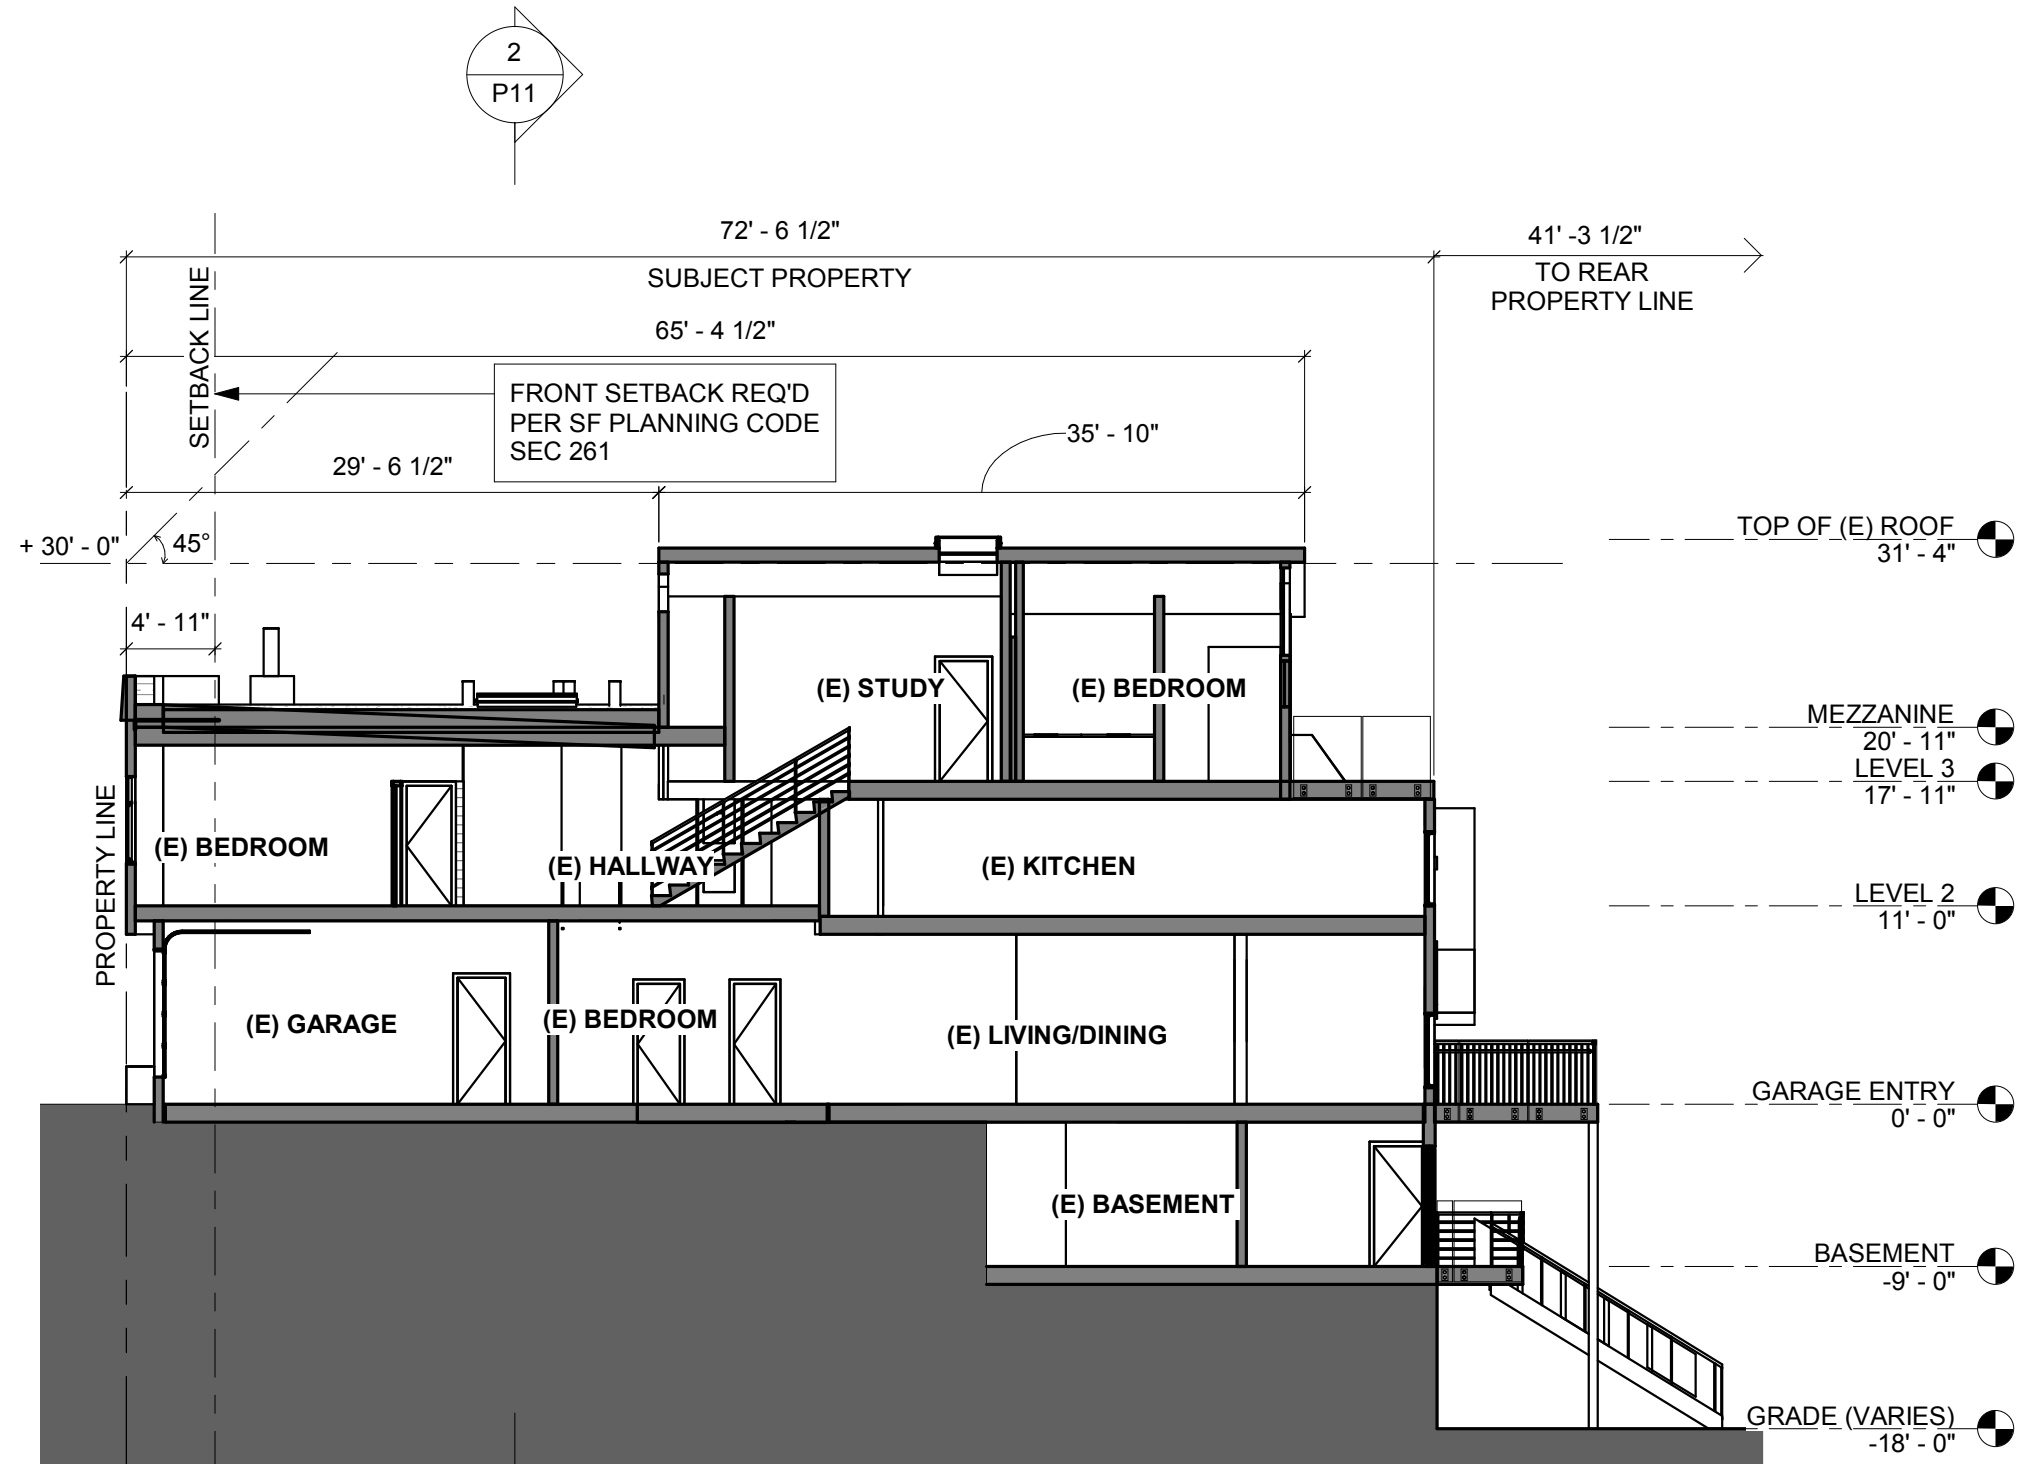 2
P11
72' - 6 1/2"
SUBJECT PROPERTY
41' -3 1/2"
TO REAR
PROPERTY LINE
65' - 4 1/2"
SETBACK LINE
FRONT SETBACK REQ'D
PER SF PLANNING CODE
SEC 261
29' - 6 1/2"
35' - 10"
+ 30' - 0"
45°
4' - 11"
TOP OF (E) ROOF
31' - 4"
(E) STUDY
(E) BEDROOM
MEZZANINE
20' - 11"
LEVEL 3
17' - 11"
PROPERTY LINE
(E) BEDROOM
(E) HALLWAY
(E) KITCHEN
LEVEL 2
11' - 0"
(E) GARAGE
(E) BEDROOM
(E) LIVING/DINING
GARAGE ENTRY
0' - 0"
(E) BASEMENT
BASEMENT
-9' - 0"
GRADE (VARIES)
-18' - 0"